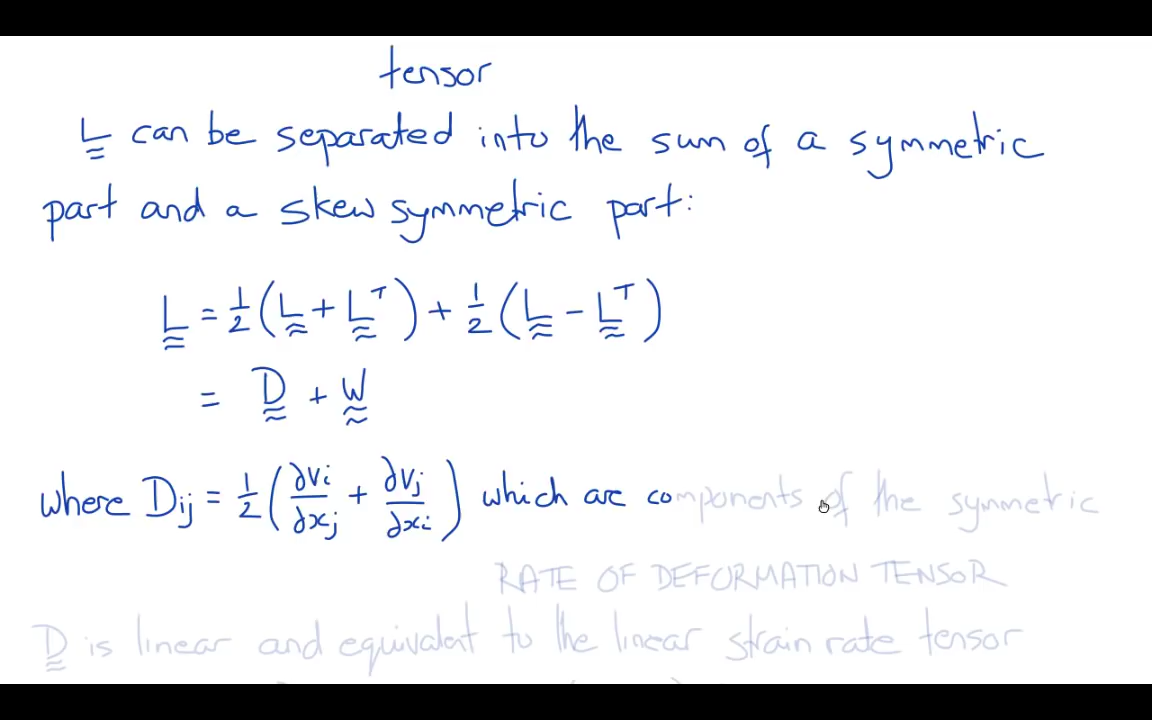 tensor
L can be separated into the sum of a symmetric
part and a skew symmetric part:
L = 1/2 (L + L^T) + 1/2 (L - L^T)
= D + W
where Dij = 1/2 (∂vi/∂xj + ∂vj/∂xi) which are components of the symmetric
RATE OF DEFORMATION TENSOR
D is linear and equivalent to the linear strain rate tensor